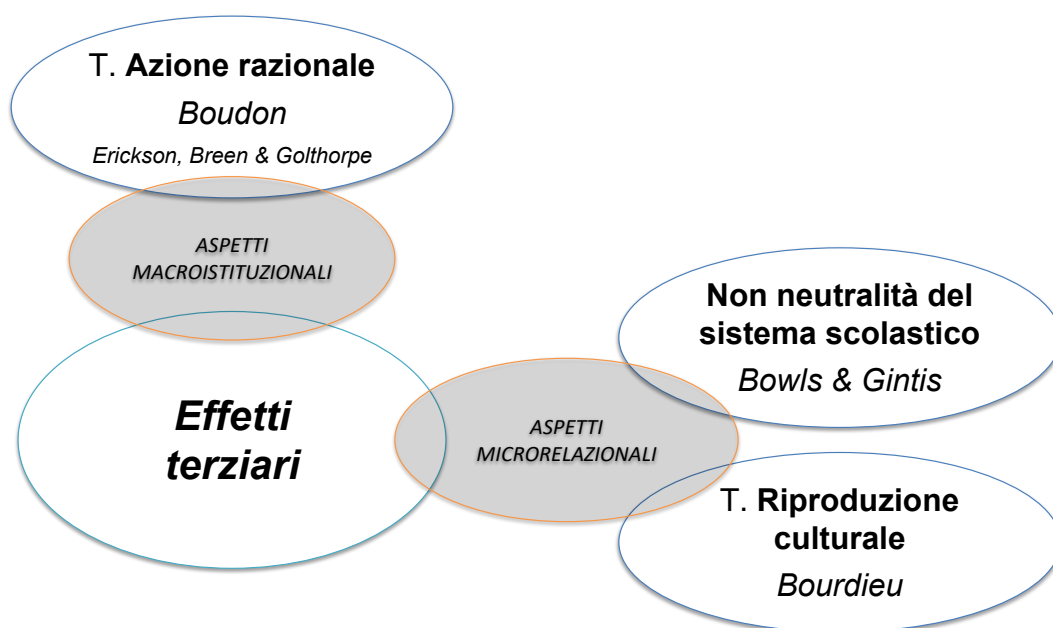 T. Azione razionale
Boudon
Erickson, Breen & Golthorpe
ASPETTI
MACROISTITUZIONALI
Non neutralità del
sistema scolastico
Bowls & Gintis
Effetti
terziari
ASPETTI
MICRORELAZIONALI
T. Riproduzione
culturale
Bourdieu